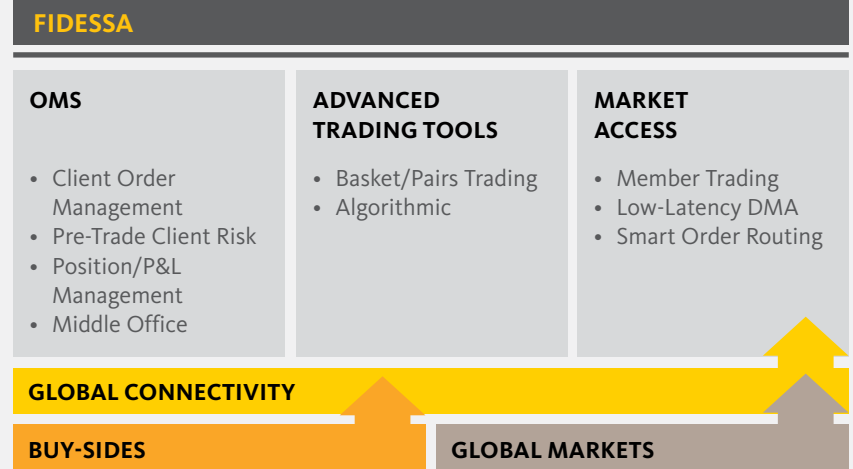 FIDESSA
OMS
• Client Order
Management
• Pre-Trade Client Risk
• Position/P&L
Management
• Middle Office
ADVANCED
TRADING TOOLS
• Basket/Pairs Trading
• Algorithmic
MARKET
ACCESS
• Member Trading
• Low-Latency DMA
• Smart Order Routing
GLOBAL CONNECTIVITY
BUY-SIDES
GLOBAL MARKETS